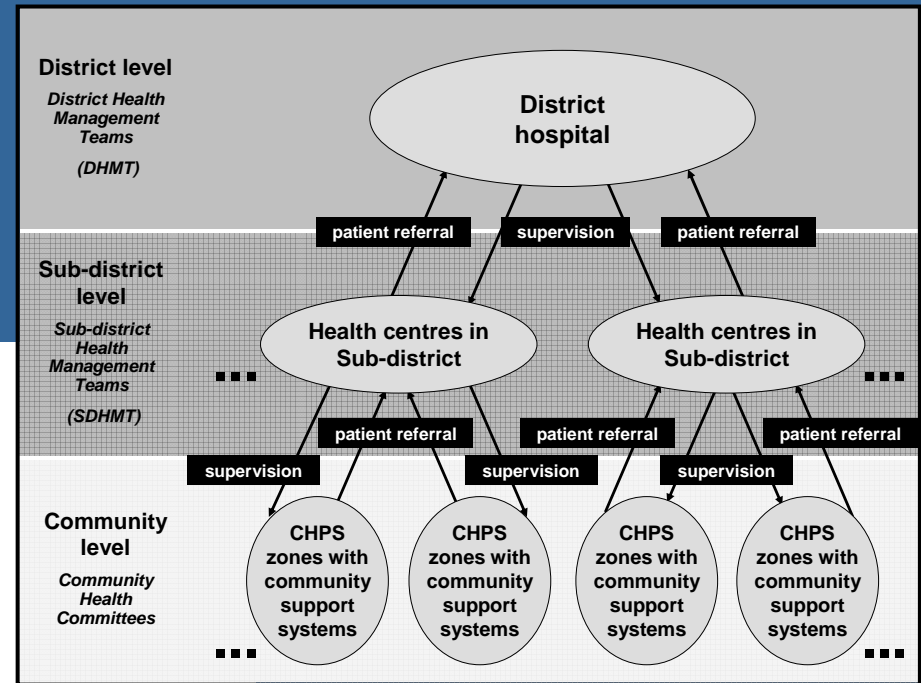 District level
District Health
Management
Teams
(DHMT)
District
hospital
patient referral
supervision
patient referral
Sub-district
level
Sub-district
Health
Management
Teams
(SDHMT)
Health centres in
Sub-district
Health centres in
Sub-district
patient referral
patient referral
patient referral
supervision
supervision
supervision
Community
level
Community
Health
Committees
CHPS
zones with
community
support
systems
CHPS
zones with
community
support
systems
CHPS
zones with
community
support
systems
CHPS
zones with
community
support
systems